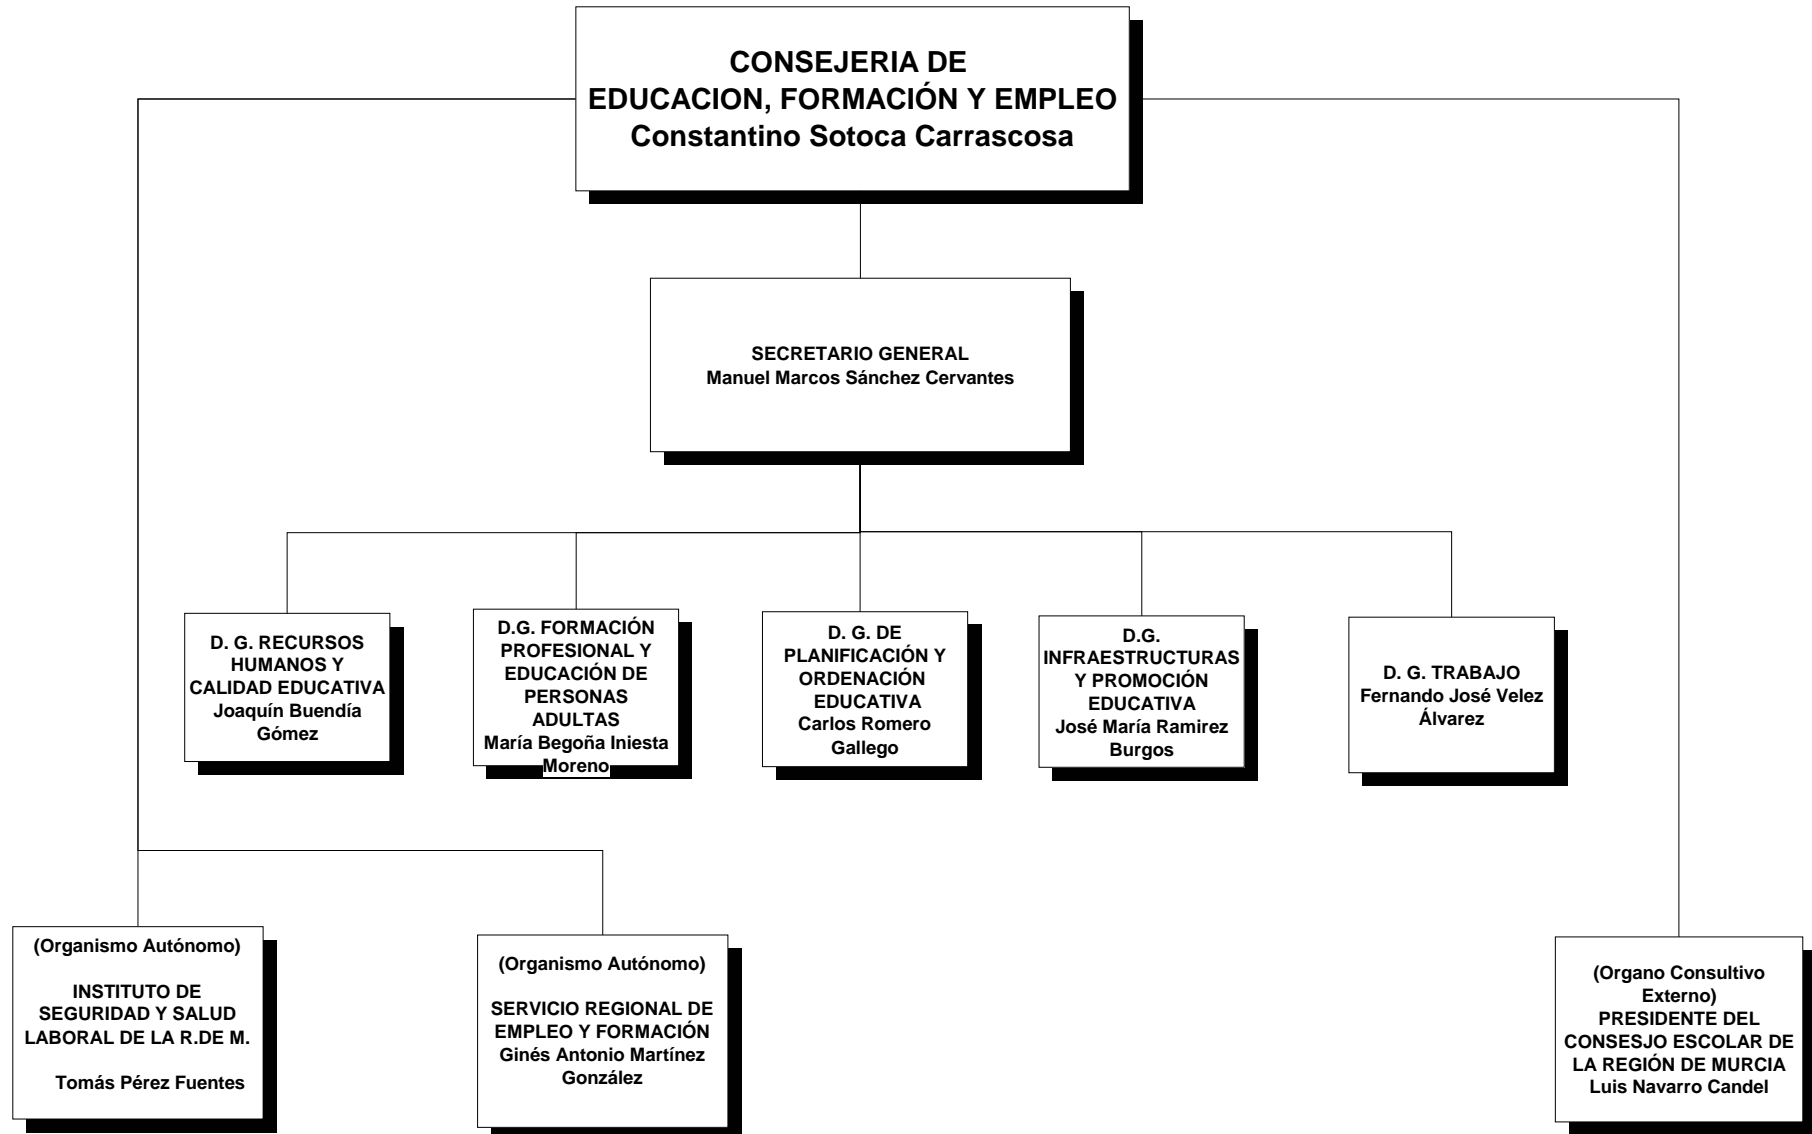 CONSEJERIA DE
EDUCACION, FORMACIÓN Y EMPLEO
Constantino Sotoca Carrascosa
SECRETARIO GENERAL
Manuel Marcos Sánchez Cervantes
D. G. RECURSOS
HUMANOS Y
CALIDAD EDUCATIVA
Joaquín Buendía
Gómez
D.G. FORMACIÓN
PROFESIONAL Y
EDUCACIÓN DE
PERSONAS
ADULTAS
María Begoña Iniesta
Moreno
D. G. DE
PLANIFICACIÓN Y
ORDENACIÓN
EDUCATIVA
Carlos Romero
Gallego
D.G.
INFRAESTRUCTURAS
Y PROMOCIÓN
EDUCATIVA
José María Ramirez
Burgos
D. G. TRABAJO
Fernando José Velez
Álvarez
(Organismo Autónomo)
INSTITUTO DE
SEGURIDAD Y SALUD
LABORAL DE LA R.DE M.
Tomás Pérez Fuentes
(Organismo Autónomo)
SERVICIO REGIONAL DE
EMPLEO Y FORMACIÓN
Ginés Antonio Martínez
González
(Organo Consultivo
Externo)
PRESIDENTE DEL
CONSESJO ESCOLAR DE
LA REGIÓN DE MURCIA
Luis Navarro Candel